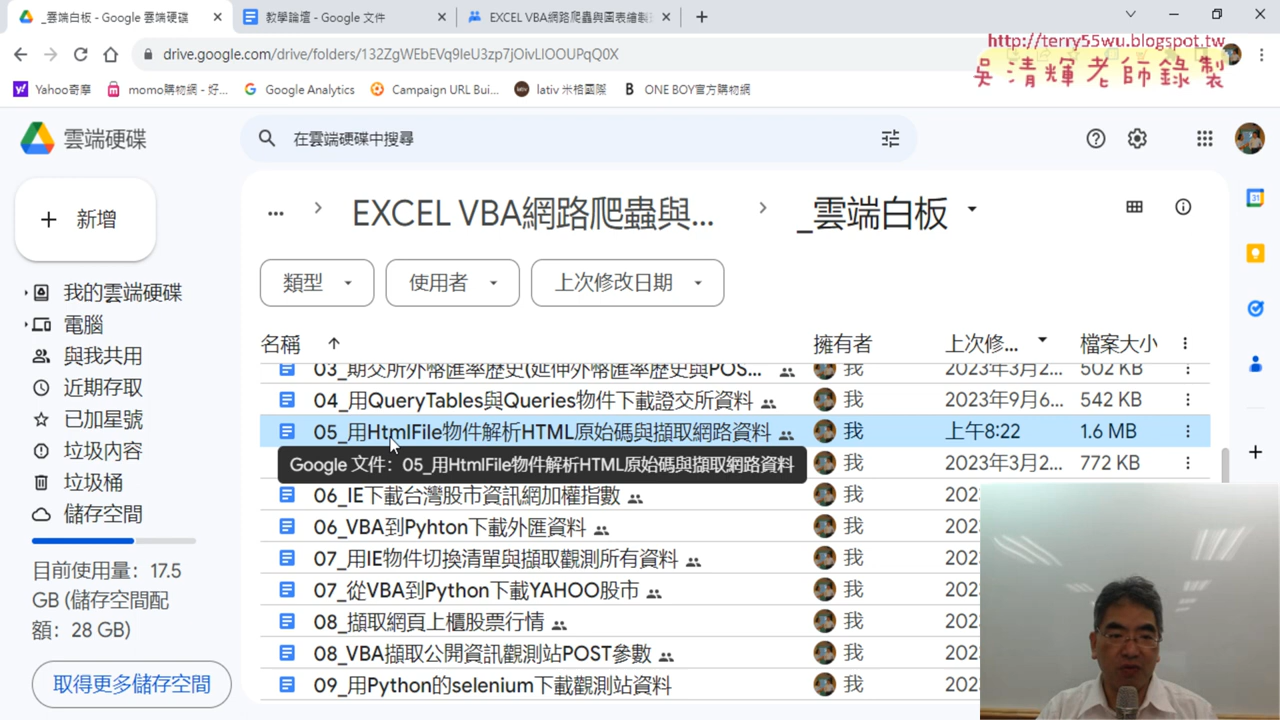 _雲端白板 - Google 雲端硬碟
教學論壇 - Google 文件
EXCEL VBA網路爬蟲與圖表繪製
drive.google.com/drive/folders/132ZgWEbEVq9IeU3zp7jOivLIOOUPqQ0X
http://terry55wu.blogspot.tw
吳清輝老師錄製
Yahoo奇摩
momo購物網 - 好...
Google Analytics
Campaign URL Bui...
lativ 米格國際
ONE BOY官方購物網
雲端硬碟
在雲端硬碟中搜尋
新增
... > EXCEL VBA網路爬蟲與... > _雲端白板
類型
使用者
上次修改日期
我的雲端硬碟
電腦
與我共用
近期存取
已加星號
垃圾內容
垃圾桶
儲存空間
目前使用量：17.5
GB (儲存空間配
額：28 GB)
取得更多儲存空間
名稱 擁有者 上次修... 檔案大小
03_期交所外幣匯率歷史(延伸外幣匯率歷史與POS... 我 2023年3月2... 502 KB
04_用QueryTables與Queries物件下載證交所資料 我 2023年9月6... 542 KB
05_用HtmlFile物件解析HTML原始碼與擷取網路資料 我 上午8:22 1.6 MB
Google 文件：05_用HtmlFile物件解析HTML原始碼與擷取網路資料 我 2023年3月2... 772 KB
06_IE下載台灣股市資訊網加權指數 我 202
06_VBA到Pyhton下載外匯資料 我 202
07_用IE物件切換清單與擷取觀測所有資料 我 202
07_從VBA到Python下載YAHOO股市 我 202
08_擷取網頁上櫃股票行情 我 202
08_VBA擷取公開資訊觀測站POST參數 我 202
09_用Python的selenium下載觀測站資料 我 202